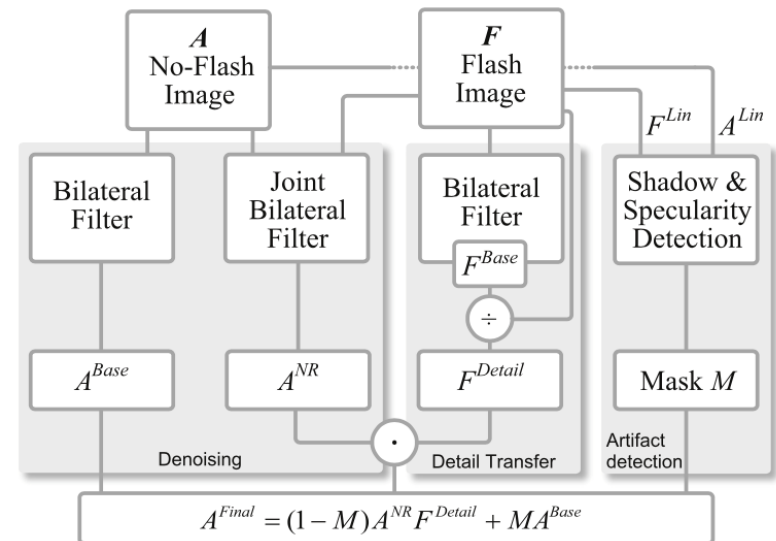 A
No-Flash
Image
F
Flash
Image
F^{Lin}
A^{Lin}
Bilateral
Filter
Joint
Bilateral
Filter
Bilateral
Filter
F^{Base}
÷
Shadow &
Specularity
Detection
A^{Base}
A^{NR}
F^{Detail}
Mask M
·
Denoising
Detail Transfer
Artifact
detection
A^{Final} = (1 − M) A^{NR} F^{Detail} + M A^{Base}